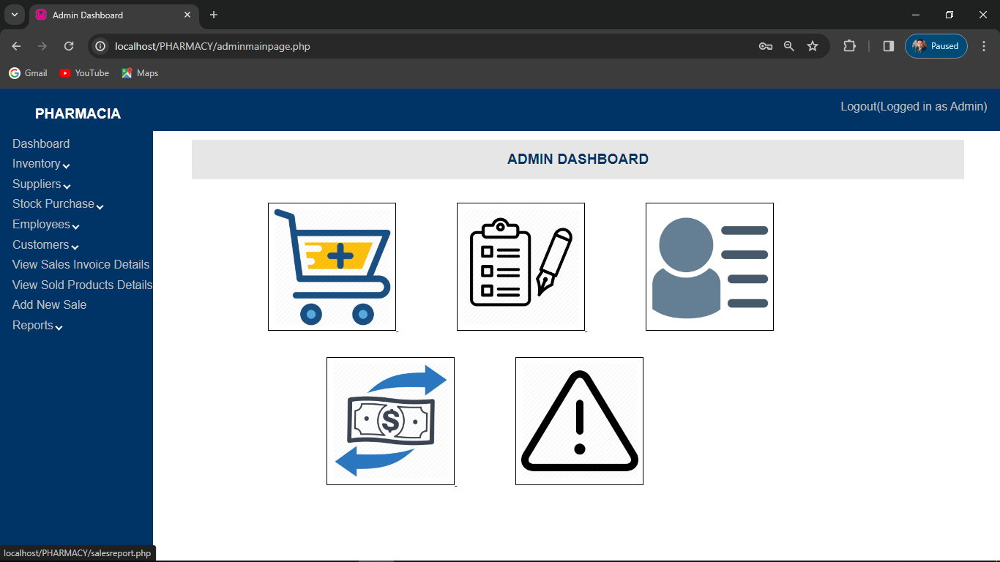 Admin Dashboard
localhost/PHARMACY/adminmainpage.php
Paused
Gmail
YouTube
Maps
PHARMACIA
Logout(Logged in as Admin)
Dashboard
Inventory
Suppliers
Stock Purchase
Employees
Customers
View Sales Invoice Details
View Sold Products Details
Add New Sale
Reports
ADMIN DASHBOARD
$
localhost/PHARMACY/salesreport.php